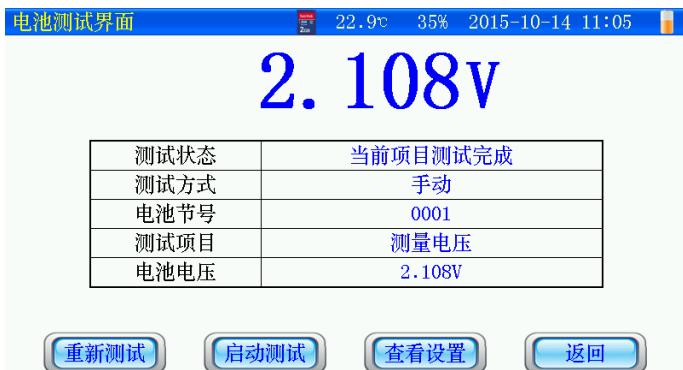 电池测试界面 22.9℃ 35% 2015-10-14 11:05
2.108V
测试状态 当前项目测试完成
测试方式 手动
电池节号 0001
测试项目 测量电压
电池电压 2.108V
重新测试 启动测试 查看设置 返回